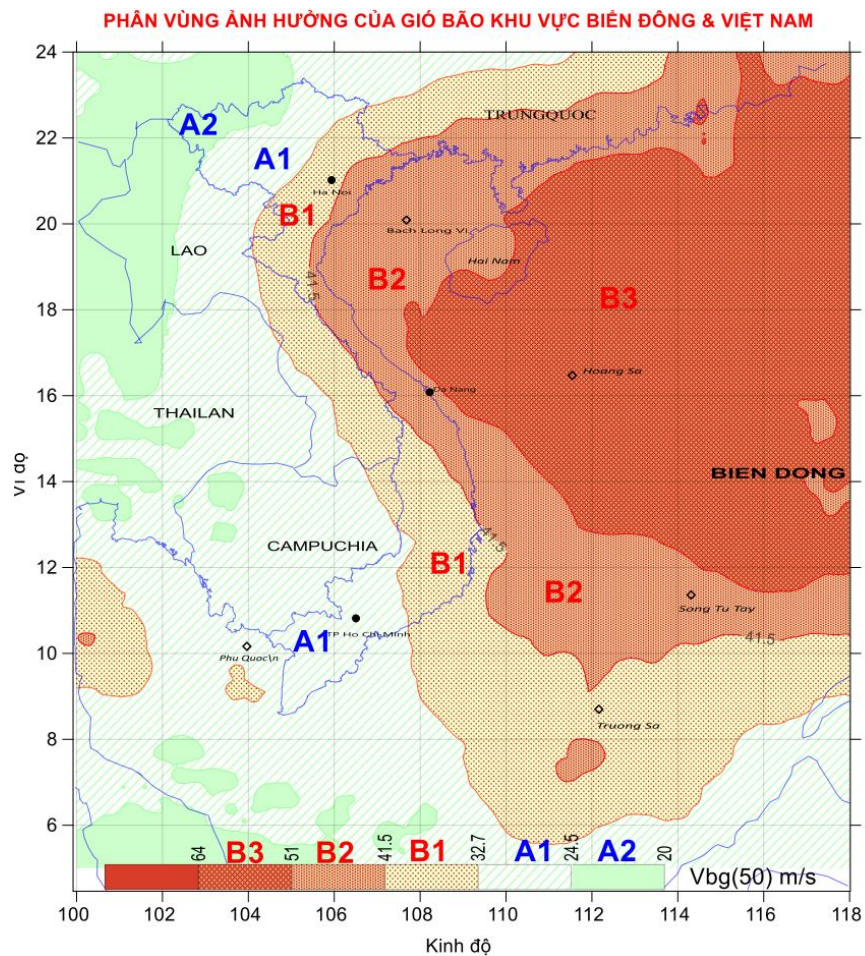 PHÂN VÙNG ẢNH HƯỞNG CỦA GIÓ BÃO KHU VỰC BIỂN ĐÔNG & VIỆT NAM
24
22
20
18
16
14
12
10
8
6
Vĩ độ
A2
TRUNGQUOC
A1
Ha Noi
B1
Bach Long Vi
LAO
Hai Nam
41.5
B2
B3
Hoang Sa
Da Nang
THAILAN
BIEN DONG
41.5
CAMPUCHIA
B1
B2
Song Tu Tay
A1
TP Ho Chi Minh
41.5
Phu Quoc\n
Truong Sa
64
B3
51
B2
41.5
B1
32.7
A1
24.5
A2
20
Vbg(50) m/s
100 102 104 106 108 110 112 114 116 118
Kinh độ